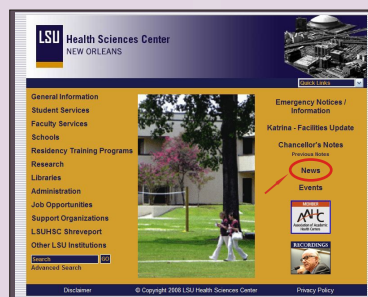 LSU Health Sciences Center
NEW ORLEANS
Quick Links
General Information
Student Services
Faculty Services
Schools
Residency Training Programs
Research
Libraries
Administration
Job Opportunities
Support Organizations
LSUHSC Shreveport
Other LSU Institutions
Search GO
Advanced Search
Emergency Notices /
Information
Katrina - Facilities Update
Chancellor's Notes
Previous Notes
News
Events
MEMBER
AAHC
Association of Academic
Health Centers
RECORDINGS
Disclaimer © Copyright 2008 LSU Health Sciences Center Privacy Policy